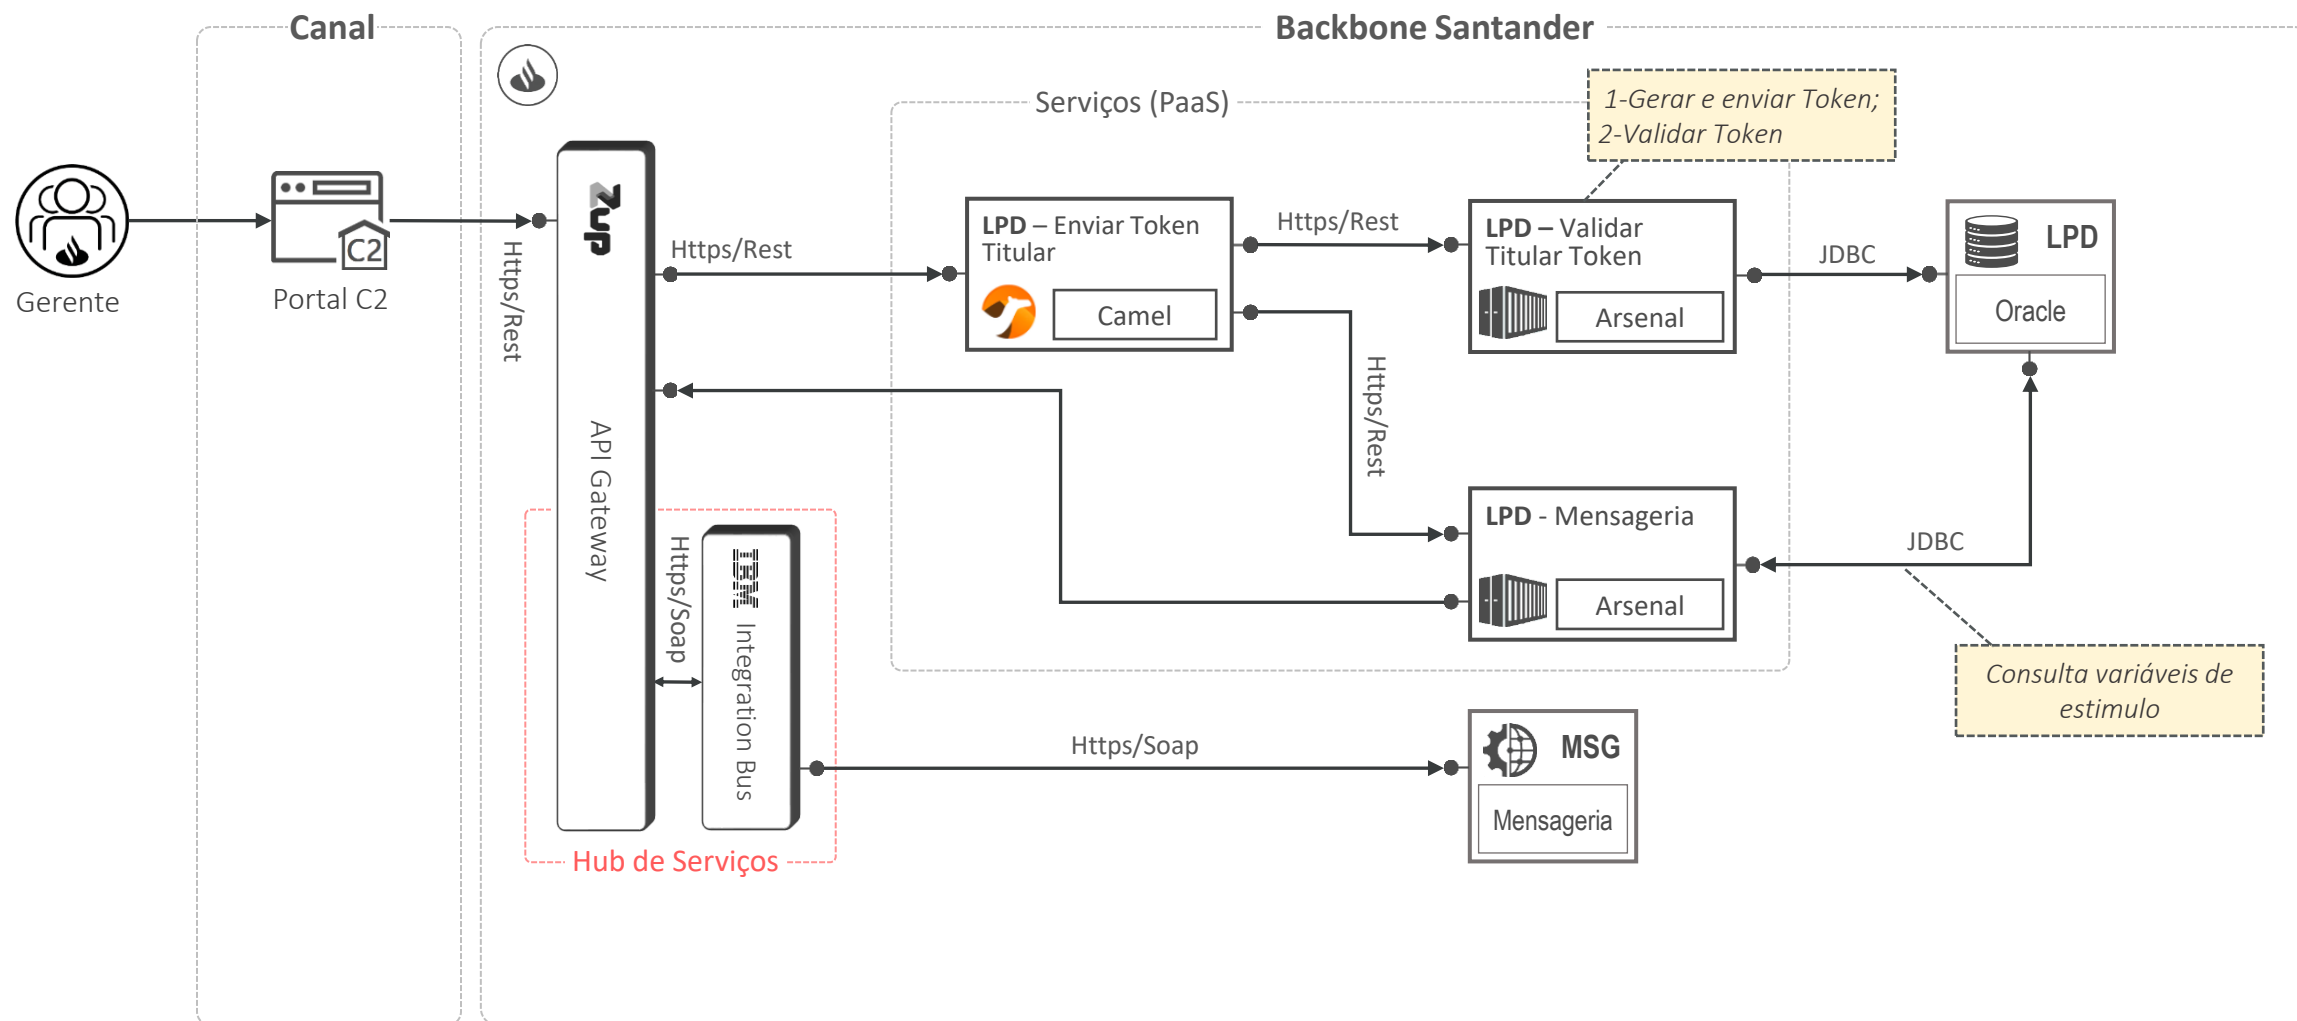 Canal
Backbone Santander
Serviços (PaaS)
1-Gerar e enviar Token;
2-Validar Token
Gerente
C2
Portal C2
Https/Rest
zup
API Gateway
Https/Rest
LPD – Enviar Token
Titular
Camel
Https/Rest
LPD – Validar
Titular Token
Arsenal
JDBC
LPD
Oracle
Https/Rest
LPD - Mensageria
Arsenal
JDBC
Consulta variáveis de
estimulo
Https/Soap
IBM
Integration Bus
Hub de Serviços
Https/Soap
MSG
Mensageria